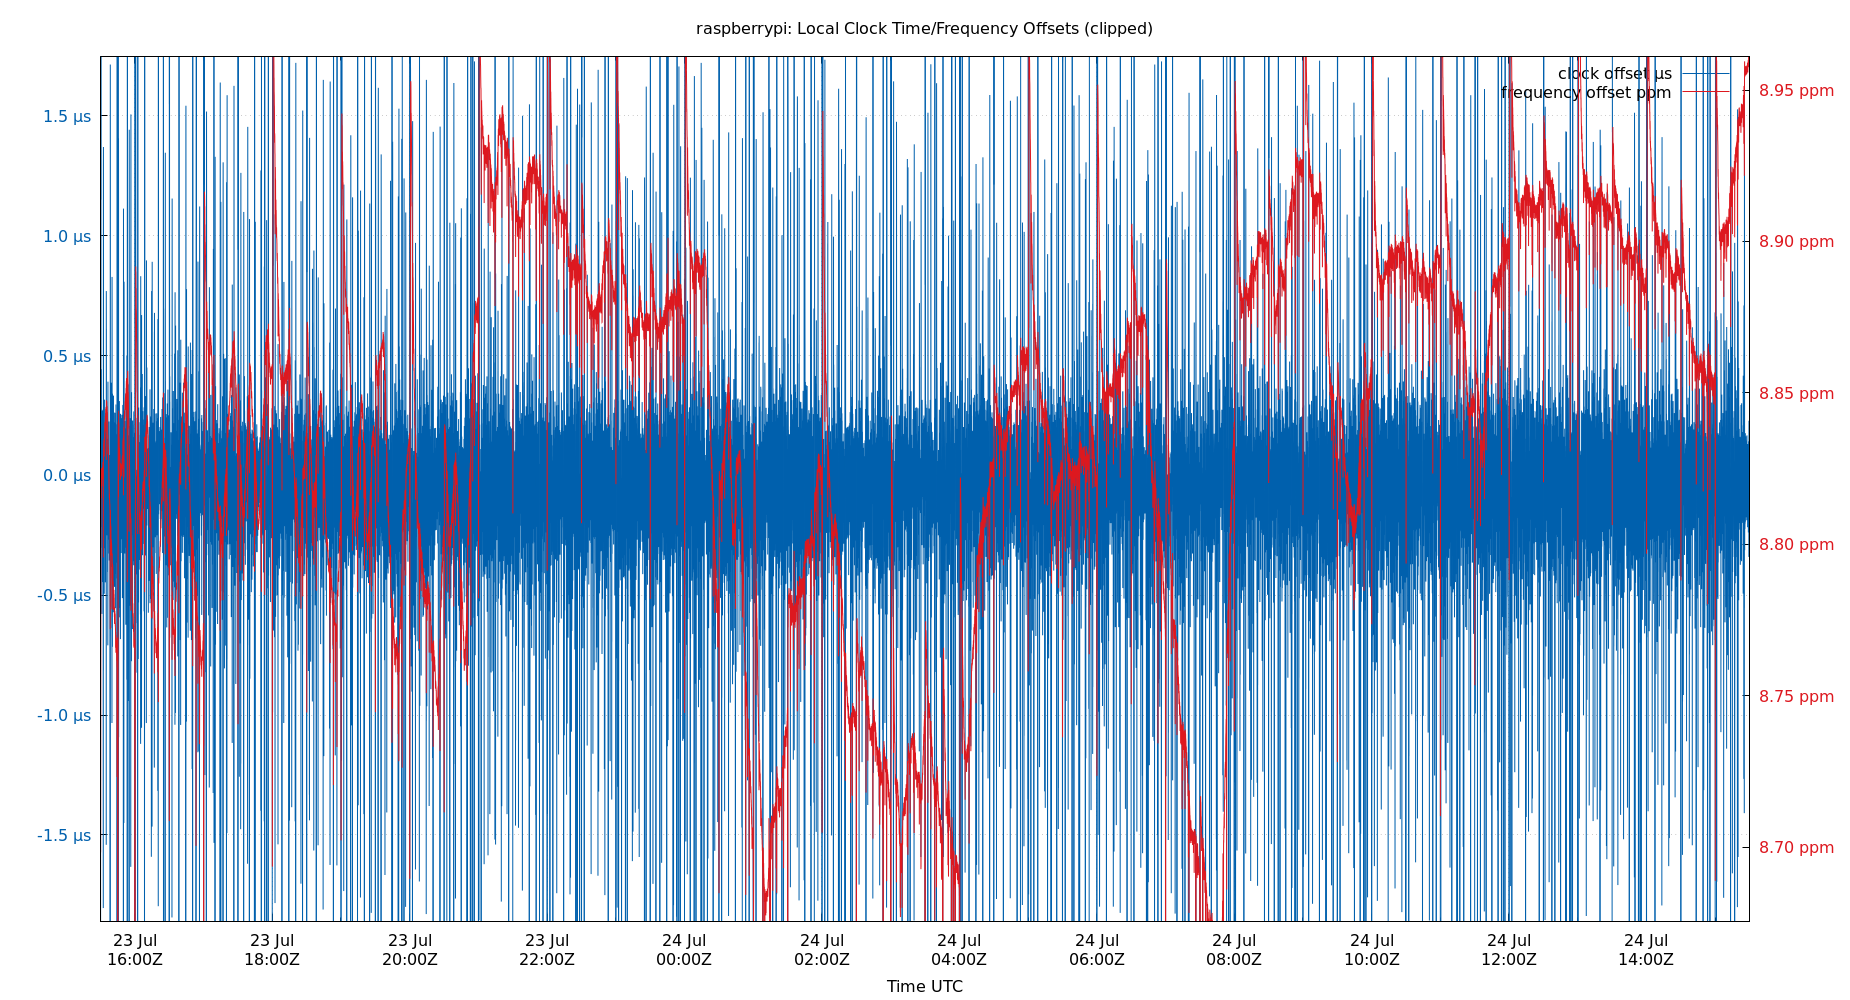 raspberrypi: Local Clock Time/Frequency Offsets (clipped)
clock offset µs
frequency offset ppm
1.5 µs
1.0 µs
0.5 µs
0.0 µs
-0.5 µs
-1.0 µs
-1.5 µs
8.95 ppm
8.90 ppm
8.85 ppm
8.80 ppm
8.75 ppm
8.70 ppm
23 Jul 23 Jul 23 Jul 23 Jul 24 Jul 24 Jul 24 Jul 24 Jul 24 Jul 24 Jul 24 Jul 24 Jul
16:00Z 18:00Z 20:00Z 22:00Z 00:00Z 02:00Z 04:00Z 06:00Z 08:00Z 10:00Z 12:00Z 14:00Z
Time UTC